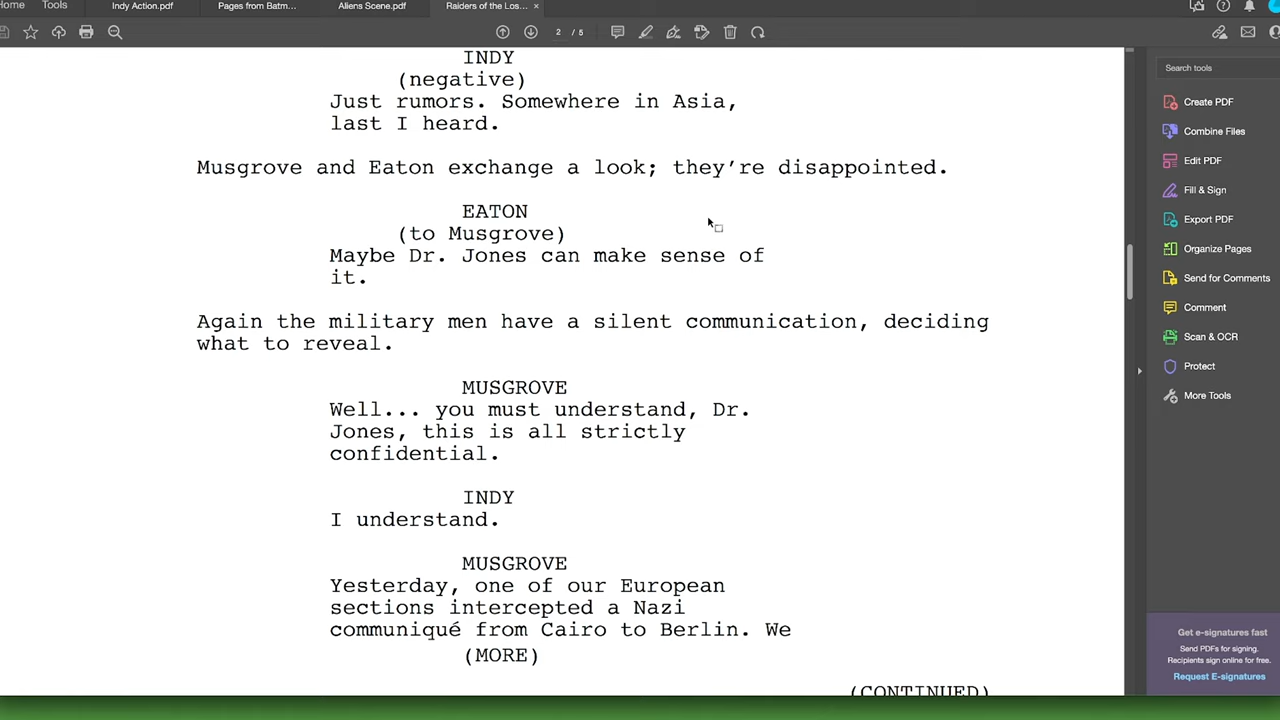 Home
Tools
Indy Action.pdf
Pages from Batm...
Aliens Scene.pdf
Raiders of the Los...
2 / 5
INDY
(negative)
Just rumors. Somewhere in Asia,
last I heard.
Musgrove and Eaton exchange a look; they’re disappointed.
EATON
(to Musgrove)
Maybe Dr. Jones can make sense of
it.
Again the military men have a silent communication, deciding
what to reveal.
MUSGROVE
Well... you must understand, Dr.
Jones, this is all strictly
confidential.
INDY
I understand.
MUSGROVE
Yesterday, one of our European
sections intercepted a Nazi
communiqué from Cairo to Berlin. We
(MORE)
(CONTINUED)
Search tools
Create PDF
Combine Files
Edit PDF
Fill & Sign
Export PDF
Organize Pages
Send for Comments
Comment
Scan & OCR
Protect
More Tools
Get e-signatures fast
Send PDFs for signing.
Recipients sign online for free.
Request E-signatures